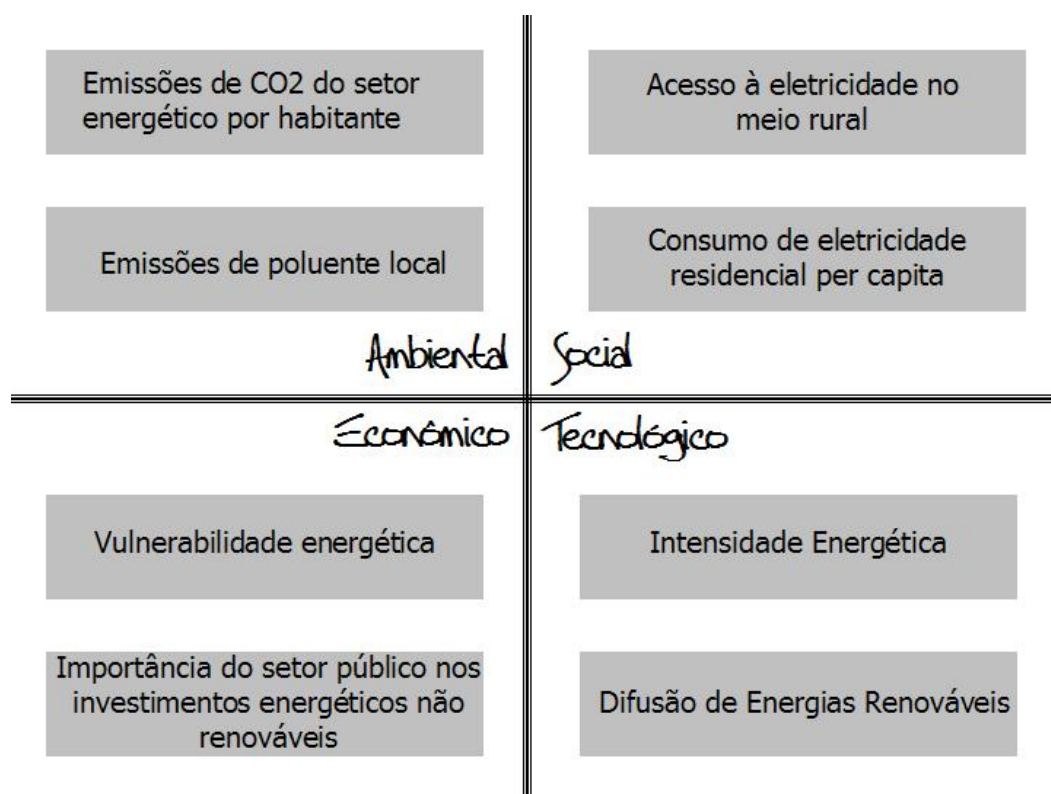 Emissões de CO2 do setor
energético por habitante
Emissões de poluente local
Ambiental
Acesso à eletricidade no
meio rural
Consumo de eletricidade
residencial per capita
Social
Econômico
Vulnerabilidade energética
Importância do setor público nos
investimentos energéticos não
renováveis
Tecnológico
Intensidade Energética
Difusão de Energias Renováveis